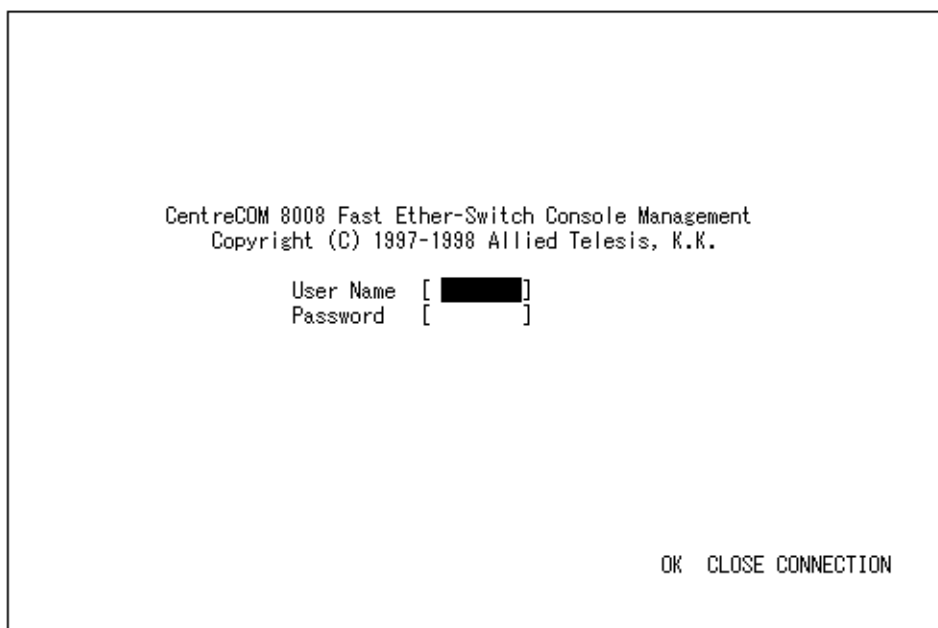 CentreCOM 8008 Fast Ether-Switch Console Management
Copyright (C) 1997-1998 Allied Telesis, K.K.
User Name [ ]
Password [ ]
OK CLOSE CONNECTION